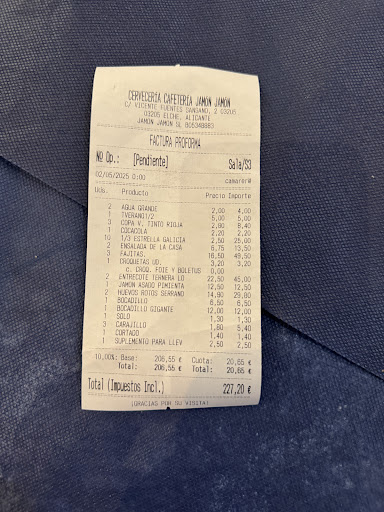 CERVECERIA CAFETERIA JAMÓN JAMÓN
C/ VICENTE FUENTES SANSANO, 2 03205
03205 ELCHE, ALICANTE
JAMON JAMON SL B05348883
FACTURA PROFORMA
Nº Op.: [Pendiente] Sala/S3
02/05/2025 0:00 camarer@
Uds. Producto Precio Importe
2 AGUA GRANDE 2,00 4,00
1 TVERANO1/2 5,00 5,00
3 COPA V. TINTO RIOJA 2,80 8,40
1 COCACOLA 2,20 2,20
10 1/3 ESTRELLA GALICIA 2,50 25,00
2 ENSALADA DE LA CASA 6,75 13,50
3 FAJITAS. 16,50 49,50
1 CROQUETAS UD. 3,20 3,20
c. CROQ. FOIE Y BOLETUS 0,00
2 ENTRECOTE TERNERA LO 22,50 45,00
1 JAMON ASADO PIMIENTA 12,50 12,50
2 HUEVOS ROTOS SERRANO 14,90 29,80
1 BOCADILLO 6,50 6,50
1 BOCADILLO GIGANTE 12,00 12,00
1 SOLO 1,30 1,30
3 CARAJILLO 1,80 5,40
1 CORTADO 1,40 1,40
1 SUPLEMENTO PARA LLEV 2,50 2,50
10,00%: Base: 206,55 € Cuota: 20,65 €
Total: 206,55 € Total: 20,65 €
Total (Impuestos Incl.) 227,20 €
(GRACIAS POR SU VISITA)